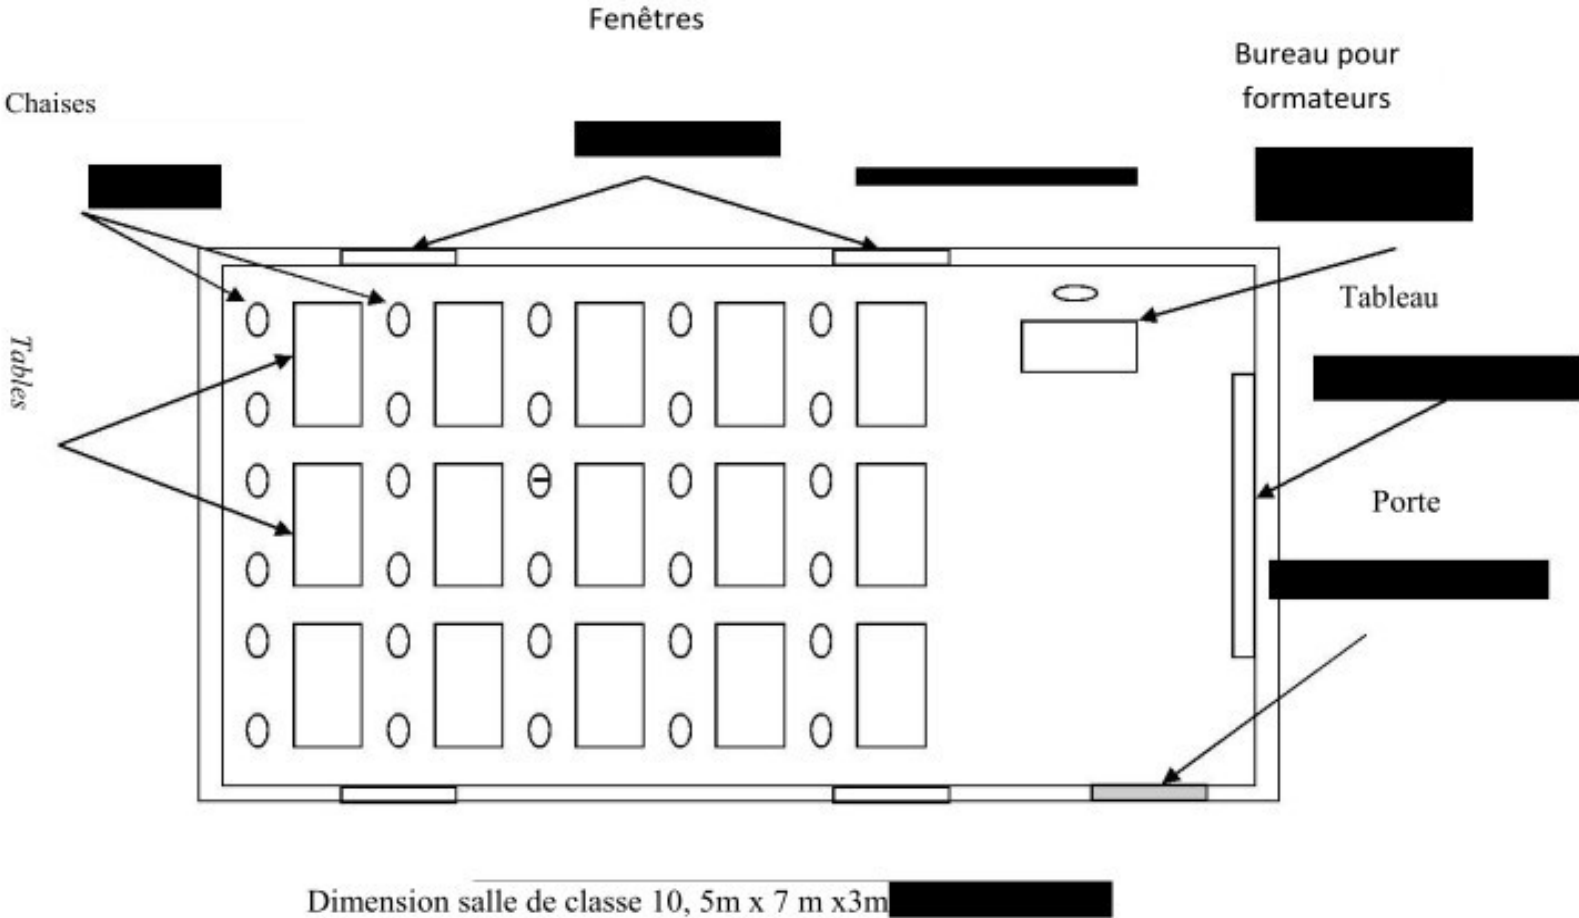 Fenêtres
Bureau pour
formateurs
Chaises
Tableau
Tables
Porte
Dimension salle de classe 10, 5m x 7 m x3m